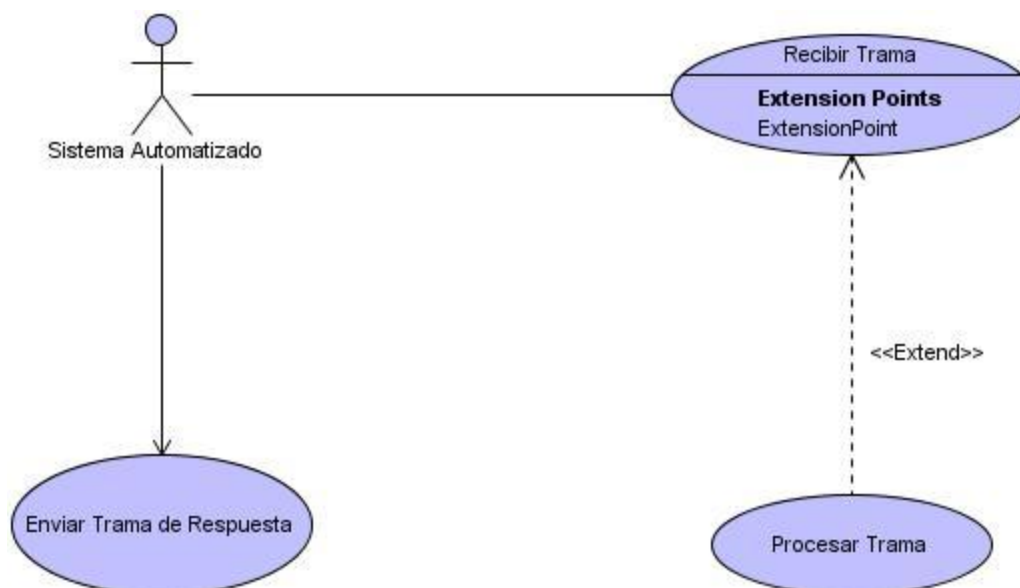 Recibir Trama
Extension Points
ExtensionPoint
Sistema Automatizado
<<Extend>>
Enviar Trama de Respuesta
Procesar Trama